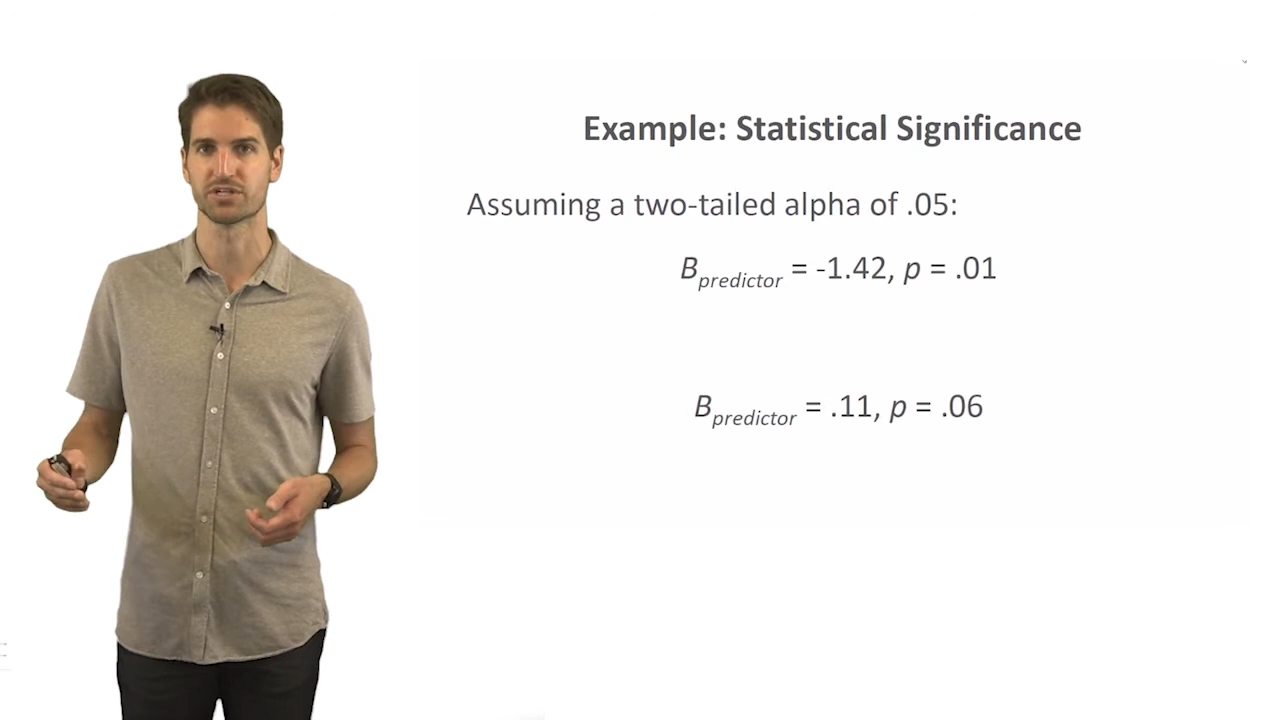 Example: Statistical Significance
Assuming a two-tailed alpha of .05:
Bpredictor = -1.42, p = .01
Bpredictor = .11, p = .06